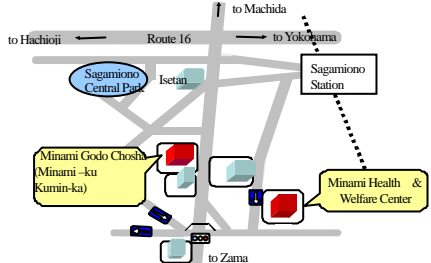 to Machida
to Hachioji
Route 16
to Yokohama
Sagamiono
Central Park
Isetan
Sagamiono
Station
Minami Godo Chosha
(Minami –ku
Kumin-ka)
Minami Health &
Welfare Center
to Zama